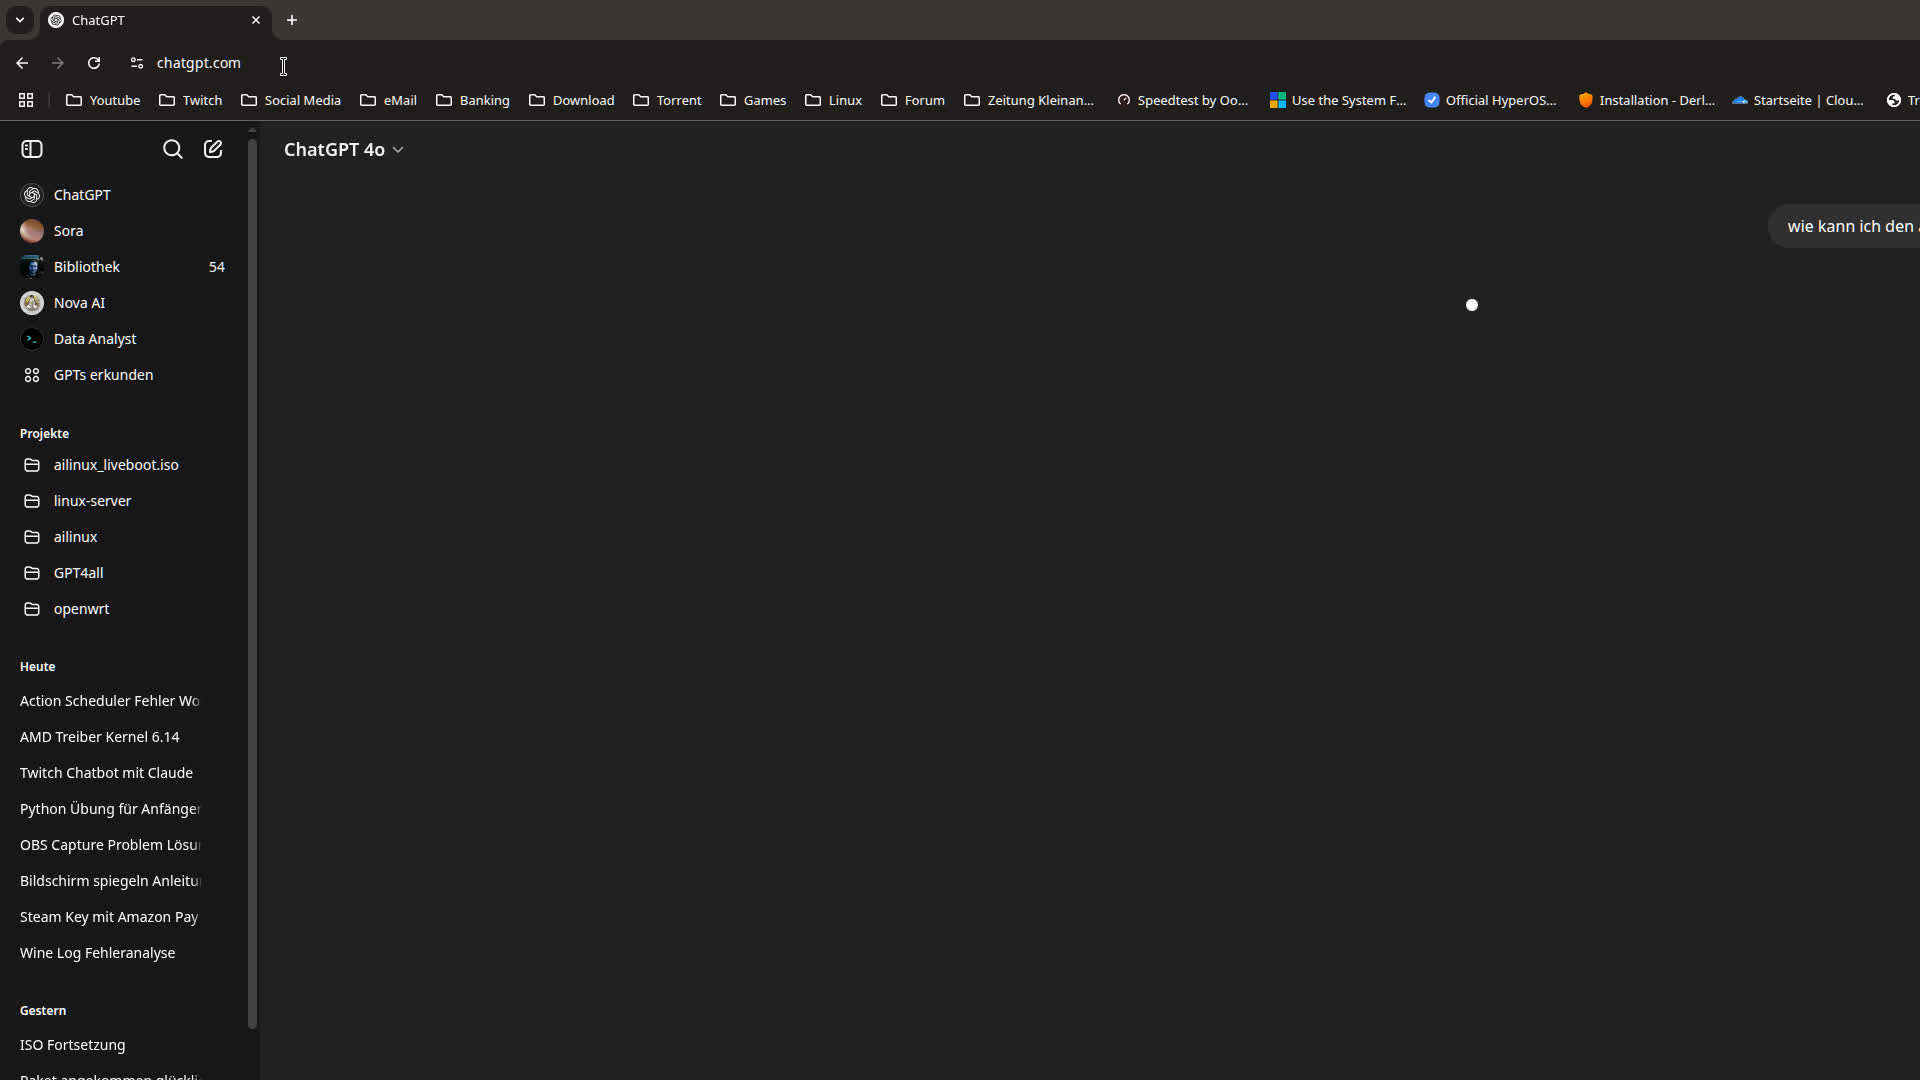 ChatGPT
chatgpt.com
Youtube Twitch Social Media eMail Banking Download Torrent Games Linux Forum Zeitung Kleinan... Speedtest by Oo... Use the System F... Official HyperOS... Installation - Derl... Startseite | Clou... Tr
ChatGPT 4o
wie kann ich den
ChatGPT
Sora
Bibliothek 54
Nova AI
Data Analyst
GPTs erkunden
Projekte
ailinux_liveboot.iso
linux-server
ailinux
GPT4all
openwrt
Heute
Action Scheduler Fehler Wo
AMD Treiber Kernel 6.14
Twitch Chatbot mit Claude
Python Übung für Anfänger
OBS Capture Problem Lösu
Bildschirm spiegeln Anleitu
Steam Key mit Amazon Pay
Wine Log Fehleranalyse
Gestern
ISO Fortsetzung
Paket angekommen glückli